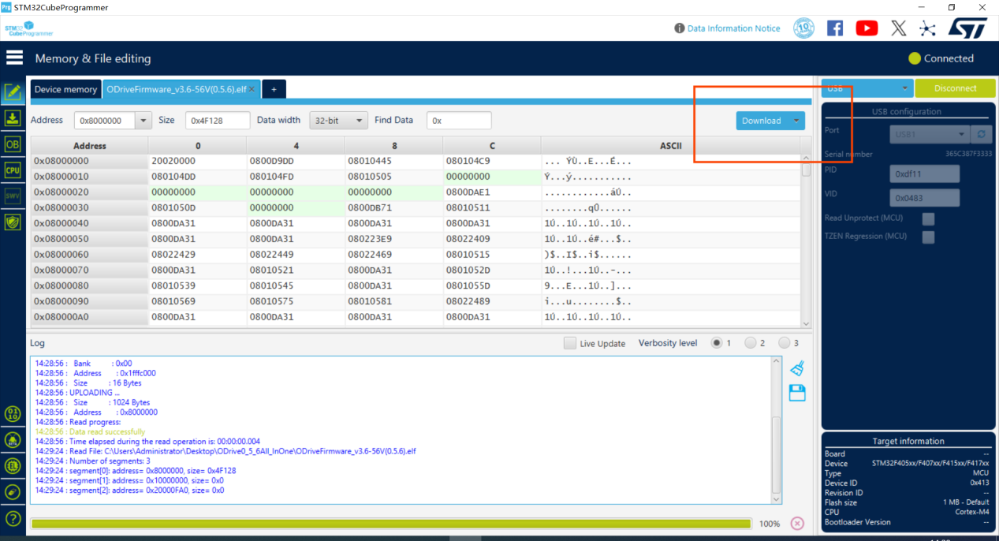 Prg STM32CubeProgrammer
STM32 CubeProgrammer
Data Information Notice
Memory & File editing
Connected
Device memory ODriveFirmware_v3.6-56V(0.5.6).elf × +
USB Disconnect
Address 0x8000000 Size 0x4F128 Data width 32-bit Find Data 0x Download
Address 0 4 8 C ASCII
0x08000000 20020000 0800D9DD 08010445 080104C9 ... ÝÙ..E...É...
0x08000010 080104DD 080104FD 08010505 00000000 Ý...ý...........
0x08000020 00000000 00000000 00000000 0800DAE1 ............áÚ..
0x08000030 0801050D 00000000 0800DB71 08010511 ........qÛ......
0x08000040 0800DA31 0800DA31 0800DA31 0800DA31 1Ú..1Ú..1Ú..1Ú..
0x08000050 0800DA31 0800DA31 080223E9 08022409 1Ú..1Ú..é#...$..
0x08000060 08022429 08022449 08022469 08010515 )$..I$..i$......
0x08000070 0800DA31 08010521 0800DA31 0801052D 1Ú..!...1Ú..-...
0x08000080 08010539 08010545 0800DA31 0801055D 9...E...1Ú..]...
0x08000090 08010569 08010575 08010581 08022489 i...u........$..
0x080000A0 0800DA31 0800DA31 0800DA31 0800DA31 1Ú..1Ú..1Ú..1Ú..
Log Live Update Verbosity level 1 2 3
14:28:56 : Bank : 0x00
14:28:56 : Address : 0x1fffc000
14:28:56 : Size : 16 Bytes
14:28:56 : UPLOADING ...
14:28:56 : Size : 1024 Bytes
14:28:56 : Address : 0x8000000
14:28:56 : Read progress:
14:28:56 : Data read successfully
14:28:56 : Time elapsed during the read operation is: 00:00:00.004
14:29:24 : Read File: C:\Users\Administrator\Desktop\ODrive0_5_6All_InOne\ODriveFirmware_v3.6-56V(0.5.6).elf
14:29:24 : Number of segments: 3
14:29:24 : segment[0]: address= 0x8000000, size= 0x4F128
14:29:24 : segment[1]: address= 0x10000000, size= 0x0
14:29:24 : segment[2]: address= 0x20000FA0, size= 0x0
100%
OB
CPU
SWV
USB configuration
Port USB1
Serial number 365C387F3333
PID 0xdf11
VID 0x0483
Read Unprotect (MCU)
TZEN Regression (MCU)
Target information
Board --
Device STM32F405xx/F407xx/F415xx/F417xx
Type MCU
Device ID 0x413
Revision ID --
Flash size 1 MB - Default
CPU Cortex-M4
Bootloader Version --